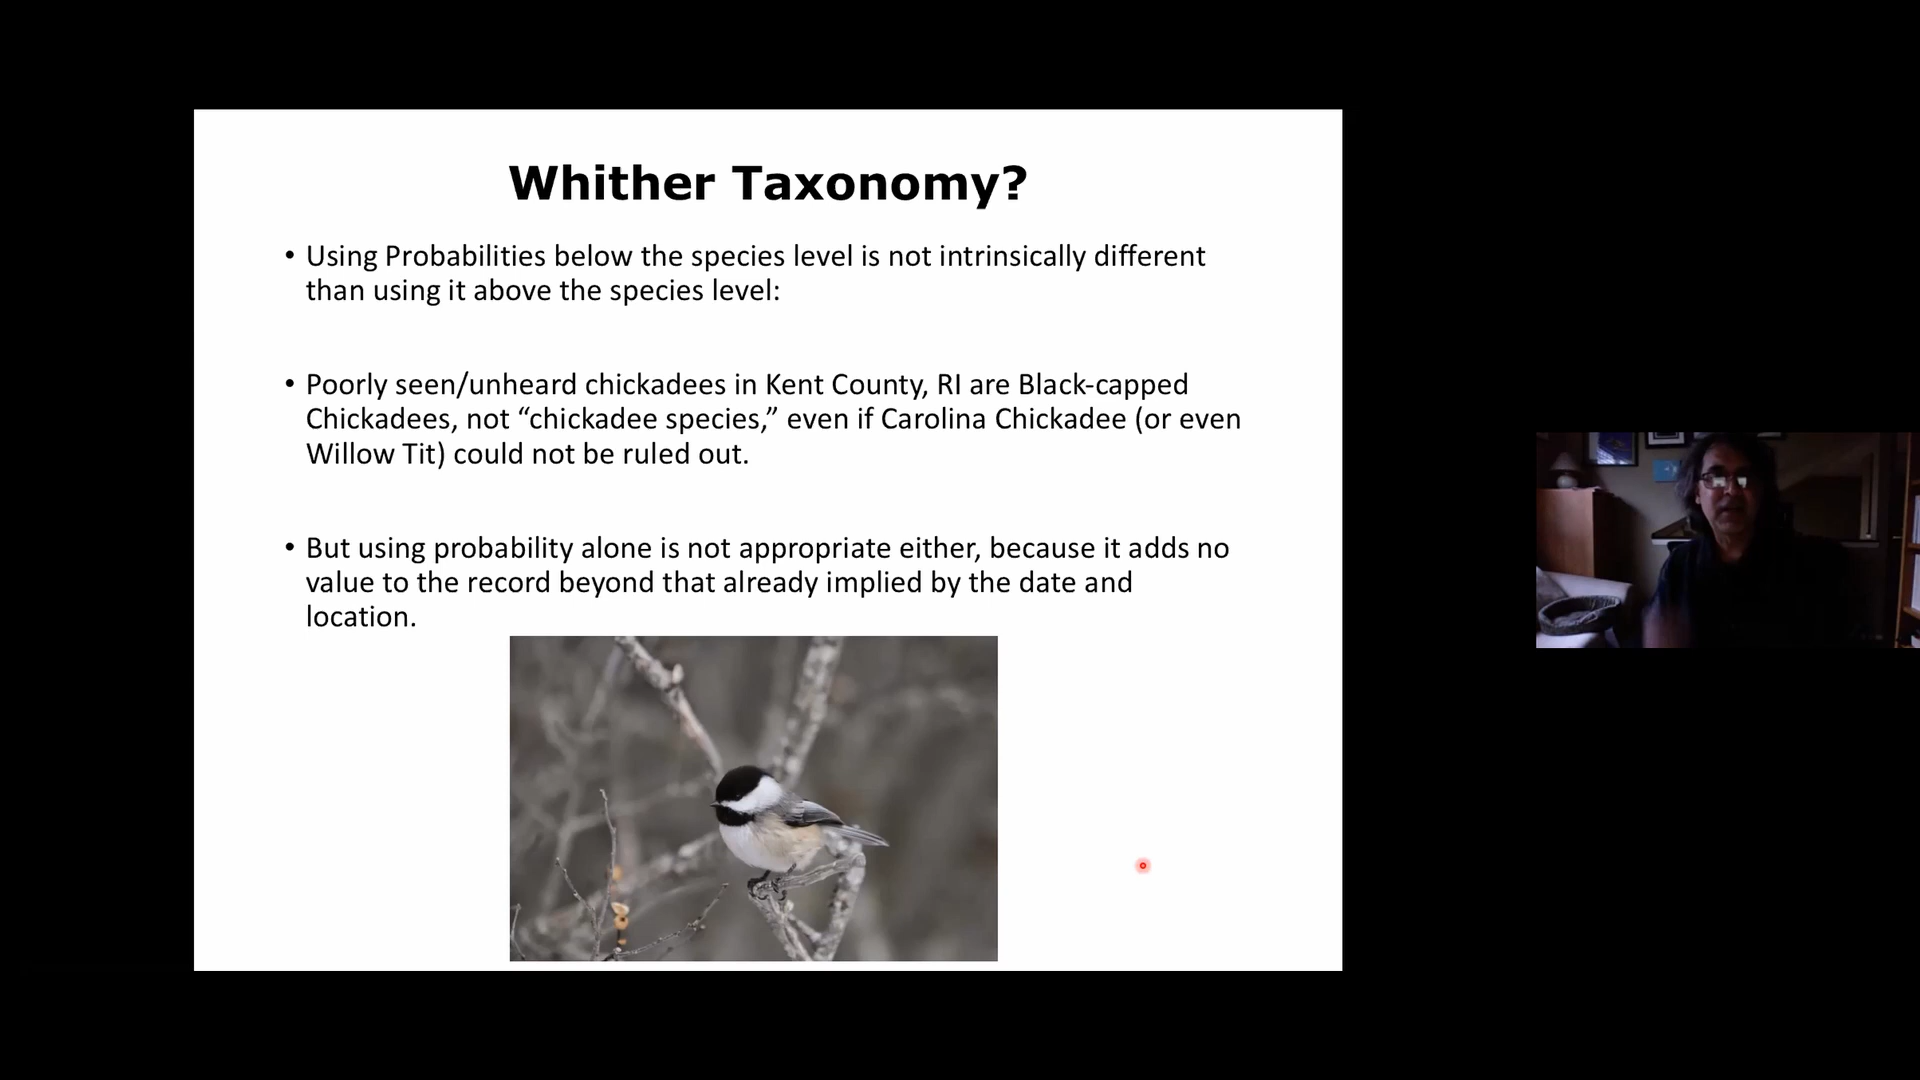 Whither Taxonomy?
• Using Probabilities below the species level is not intrinsically different
than using it above the species level:
• Poorly seen/unheard chickadees in Kent County, RI are Black-capped
Chickadees, not “chickadee species,” even if Carolina Chickadee (or even
Willow Tit) could not be ruled out.
• But using probability alone is not appropriate either, because it adds no
value to the record beyond that already implied by the date and
location.